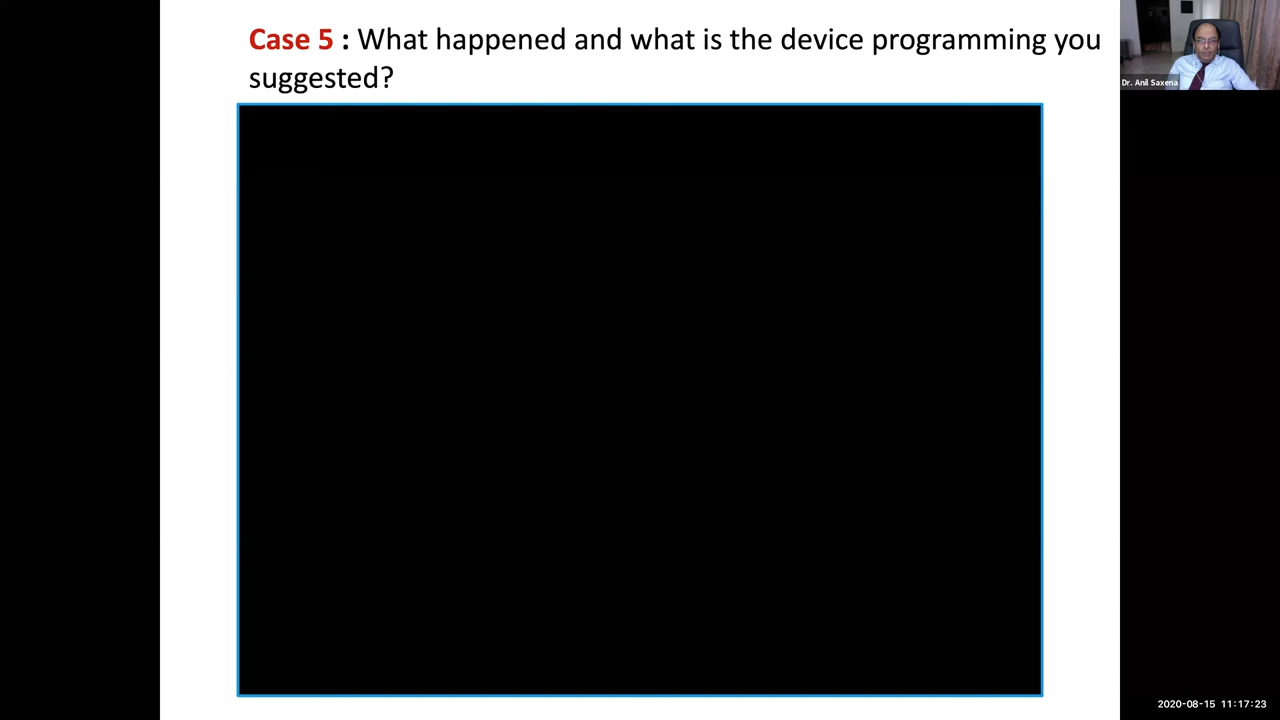 Case 5 : What happened and what is the device programming you
suggested?
Dr. Anil Saxena
2020-08-15 11:17:23